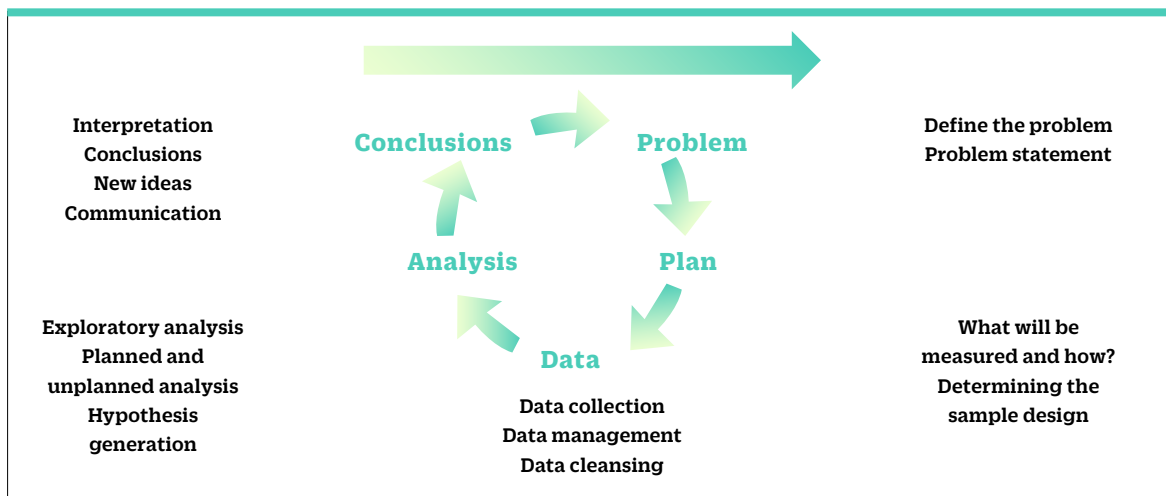 Conclusions
Problem
Analysis
Plan
Data
Interpretation
Conclusions
New ideas
Communication
Define the problem
Problem statement
Exploratory analysis
Planned and
unplanned analysis
Hypothesis
generation
Data collection
Data management
Data cleansing
What will be
measured and how?
Determining the
sample design